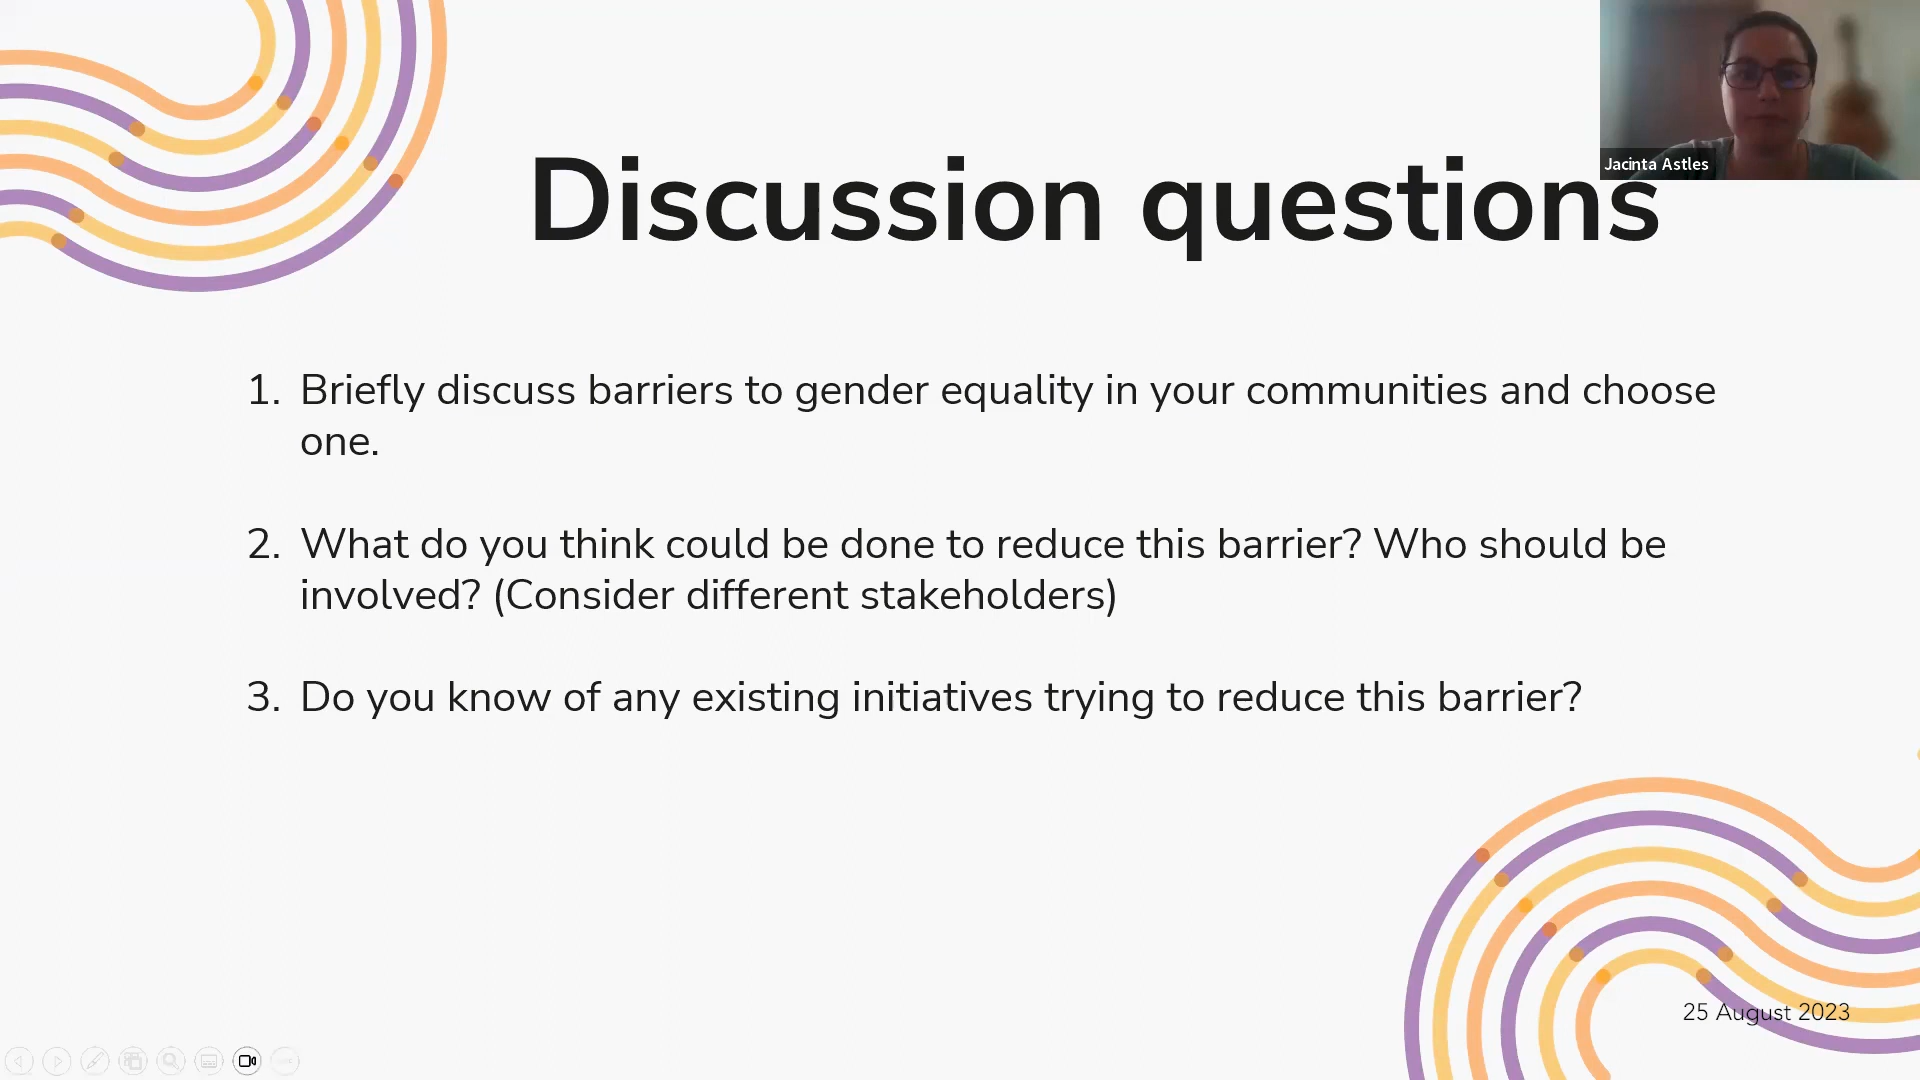 Jacinta Astles
Discussion questions
1. Briefly discuss barriers to gender equality in your communities and choose
one.
2. What do you think could be done to reduce this barrier? Who should be
involved? (Consider different stakeholders)
3. Do you know of any existing initiatives trying to reduce this barrier?
25 August 2023